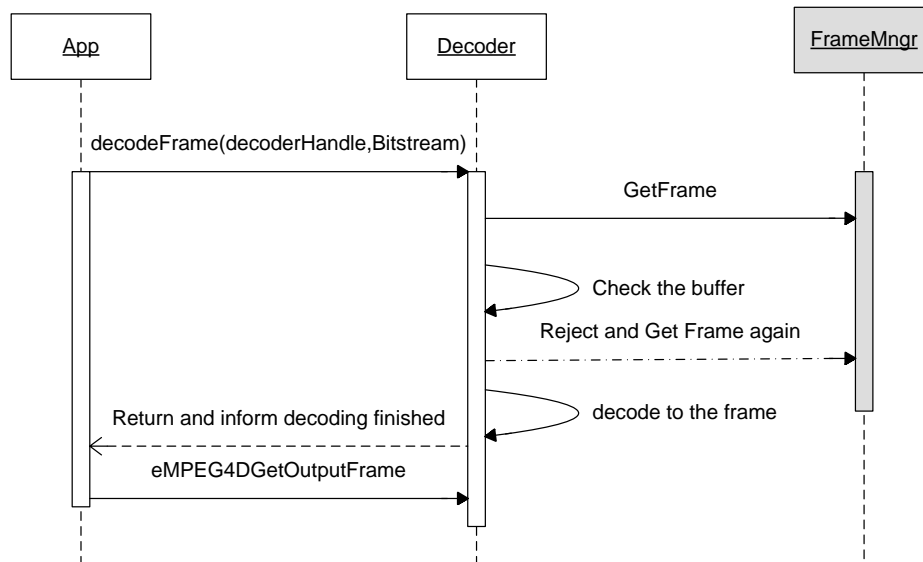 App
Decoder
FrameMngr
decodeFrame(decoderHandle,Bitstream)
GetFrame
Check the buffer
Reject and Get Frame again
decode to the frame
Return and inform decoding finished
eMPEG4DGetOutputFrame